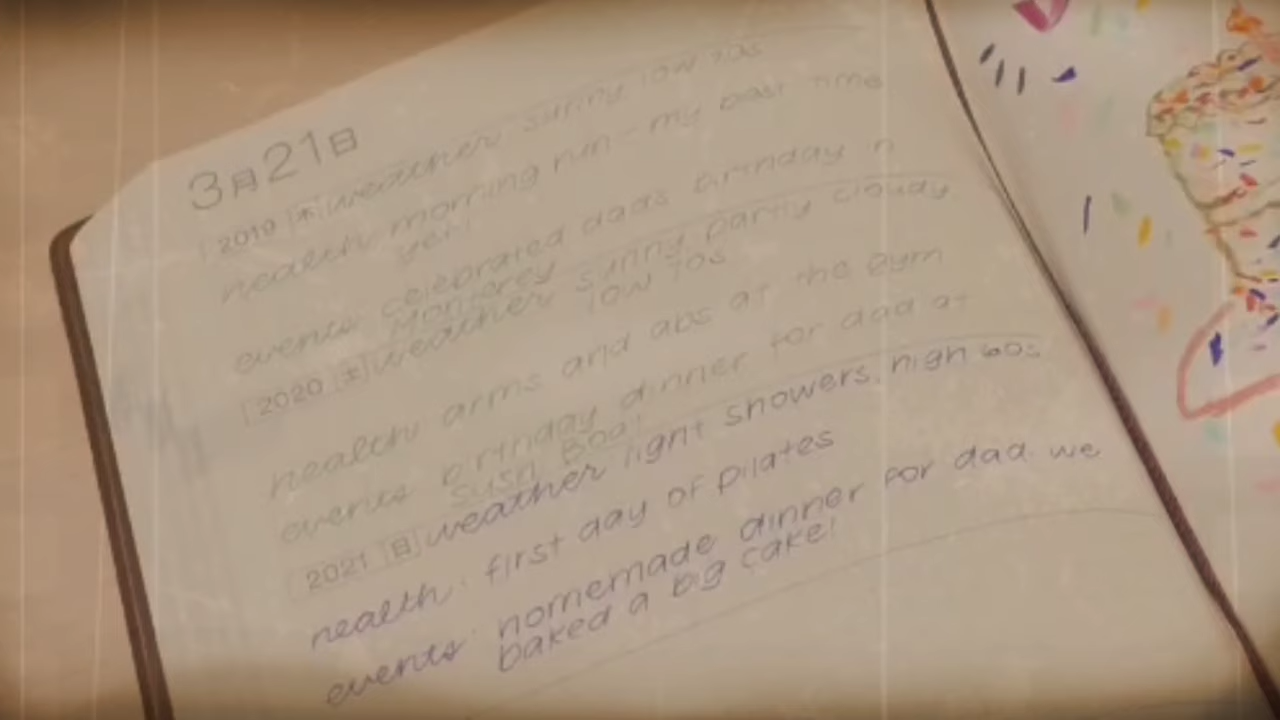 3月21日
2019 [木] weather sunny low 70s
health: morning run - my best time
yet!
events: celebrated dad's birthday in
Monterey
2020 [土] weather sunny partly cloudy
low 70s
health: arms and abs at the gym
events: birthday dinner for dad at
Sushi Boat
2021 [日] weather light showers, high 60s
health: first day of pilates
events: homemade dinner for dad. we
baked a big cake!